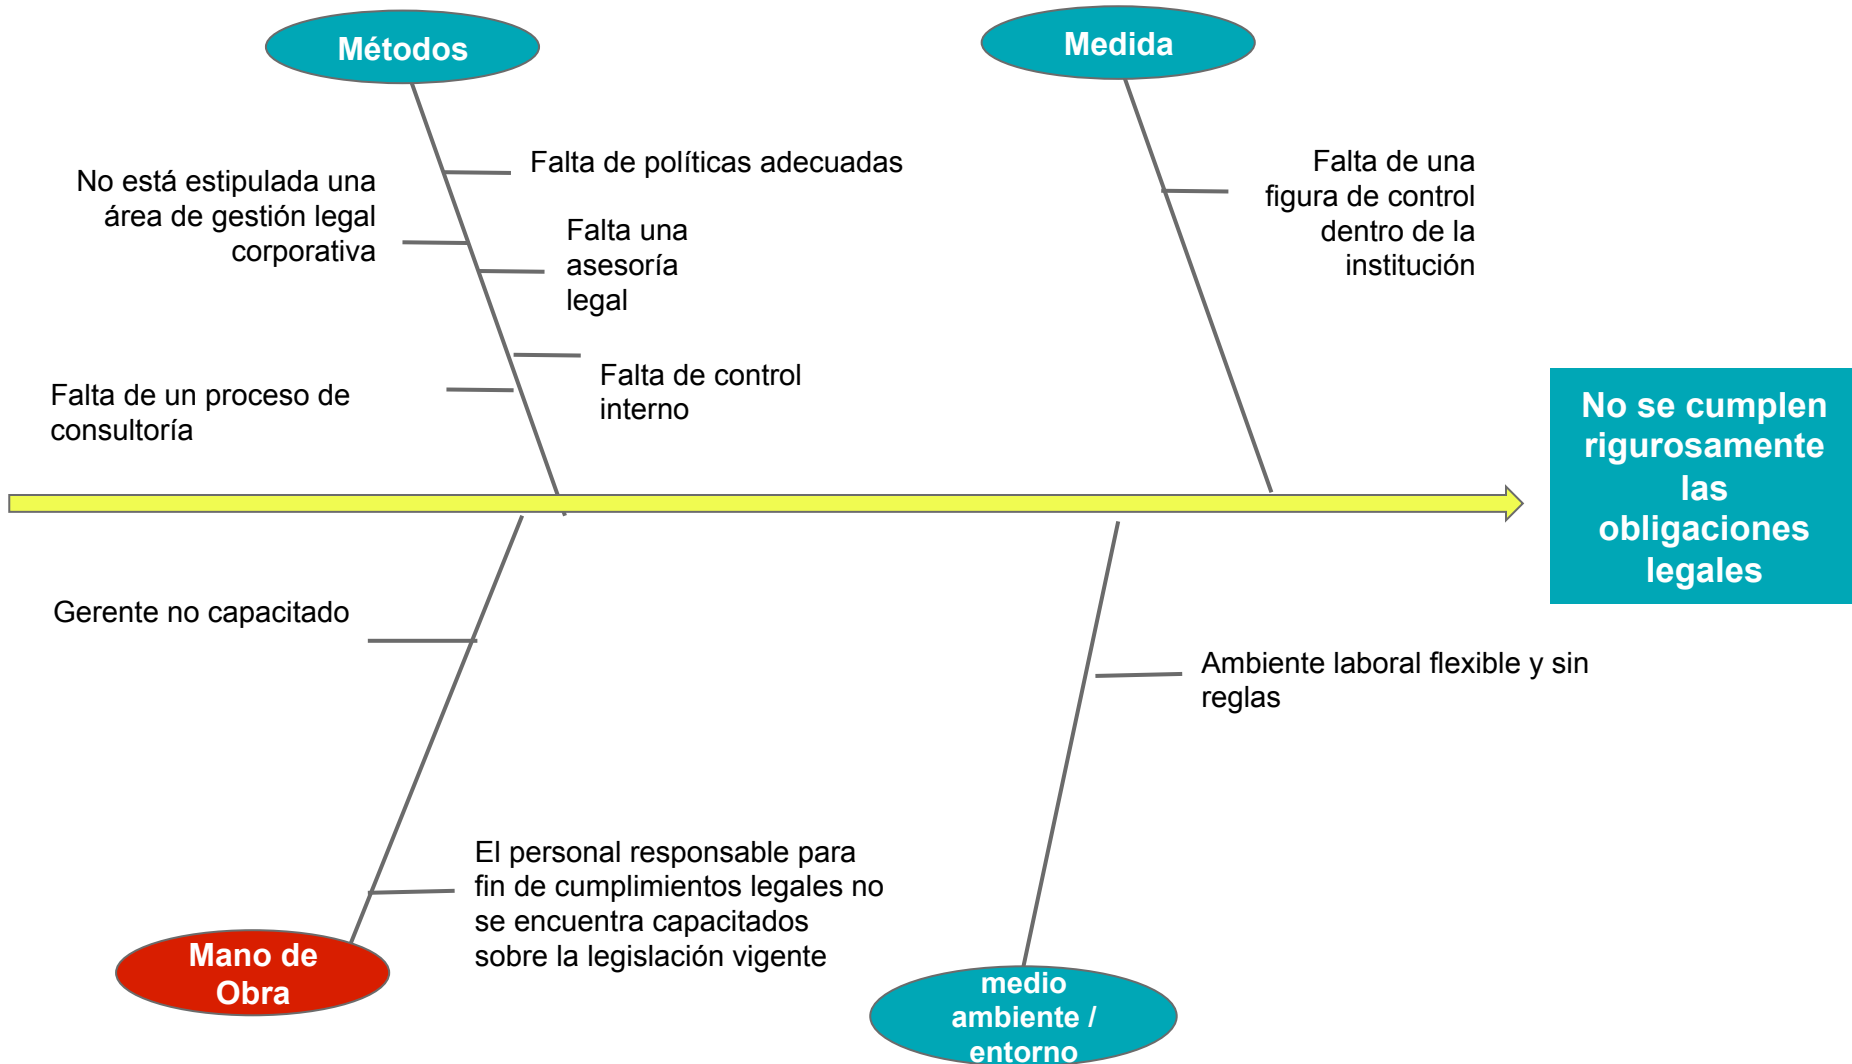 Métodos
Medida
Falta de políticas adecuadas
No está estipulada una
área de gestión legal
corporativa
Falta una
asesoría
legal
Falta de una
figura de control
dentro de la
institución
Falta de control
interno
Falta de un proceso de
consultoría
No se cumplen
rigurosamente
las
obligaciones
legales
Gerente no capacitado
Ambiente laboral flexible y sin
reglas
El personal responsable para
fin de cumplimientos legales no
se encuentra capacitados
sobre la legislación vigente
Mano de
Obra
medio
ambiente /
entorno